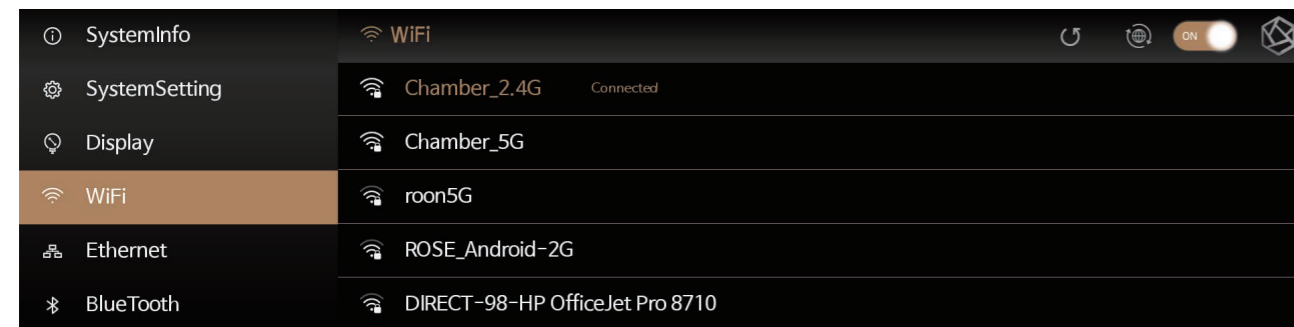 SystemInfo
SystemSetting
Display
WiFi
Ethernet
BlueTooth
WiFi
ON
Chamber_2.4G Connected
Chamber_5G
roon5G
ROSE_Android-2G
DIRECT-98-HP OfficeJet Pro 8710